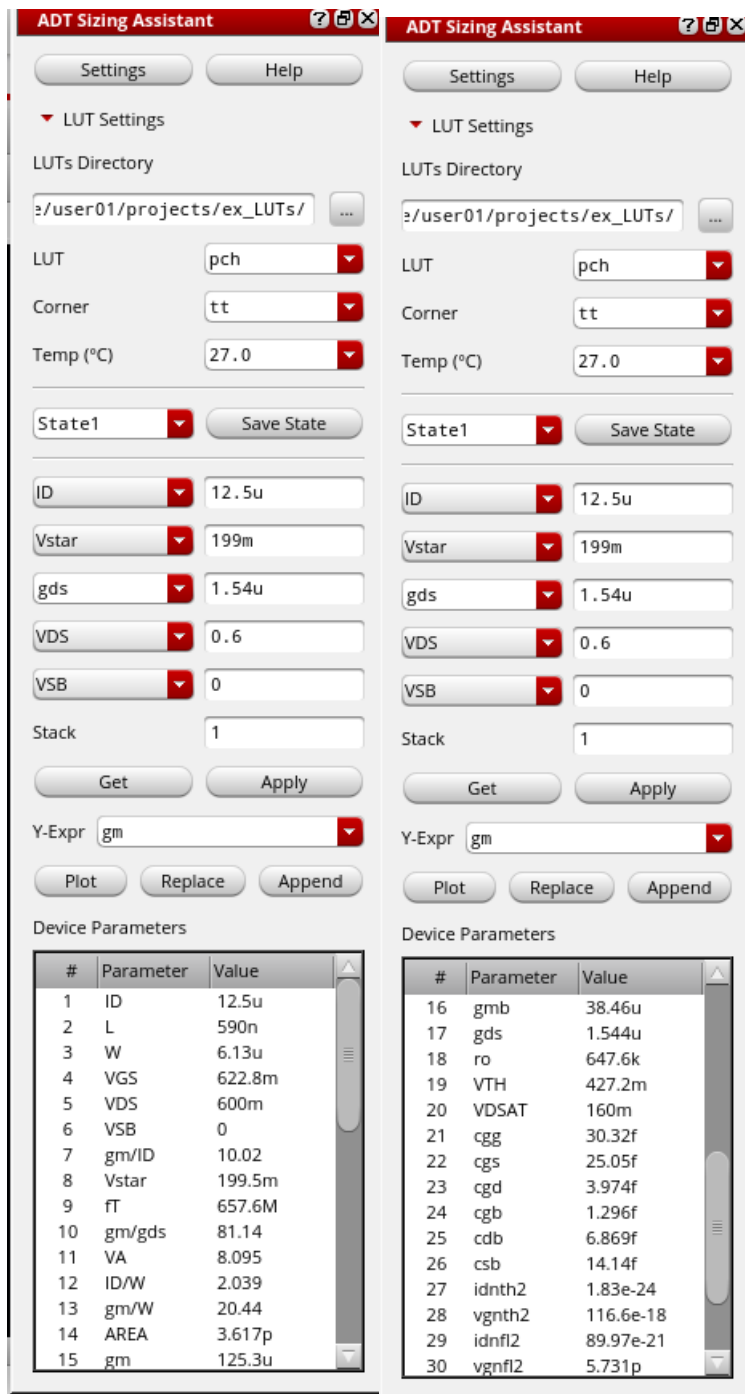 ADT Sizing Assistant
Settings Help
LUT Settings
LUTs Directory
e/user01/projects/ex_LUTs/ ...
LUT pch
Corner tt
Temp (ºC) 27.0
State1 Save State
ID 12.5u
Vstar 199m
gds 1.54u
VDS 0.6
VSB 0
Stack 1
Get Apply
Y-Expr gm
Plot Replace Append
Device Parameters
# Parameter Value
1 ID 12.5u
2 L 590n
3 W 6.13u
4 VGS 622.8m
5 VDS 600m
6 VSB 0
7 gm/ID 10.02
8 Vstar 199.5m
9 fT 657.6M
10 gm/gds 81.14
11 VA 8.095
12 ID/W 2.039
13 gm/W 20.44
14 AREA 3.617p
15 gm 125.3u
ADT Sizing Assistant
Settings Help
LUT Settings
LUTs Directory
e/user01/projects/ex_LUTs/ ...
LUT pch
Corner tt
Temp (ºC) 27.0
State1 Save State
ID 12.5u
Vstar 199m
gds 1.54u
VDS 0.6
VSB 0
Stack 1
Get Apply
Y-Expr gm
Plot Replace Append
Device Parameters
# Parameter Value
16 gmb 38.46u
17 gds 1.544u
18 ro 647.6k
19 VTH 427.2m
20 VDSAT 160m
21 cgg 30.32f
22 cgs 25.05f
23 cgd 3.974f
24 cgb 1.296f
25 cdb 6.869f
26 csb 14.14f
27 idnth2 1.83e-24
28 vgnth2 116.6e-18
29 idnfl2 89.97e-21
30 vgnfl2 5.731p